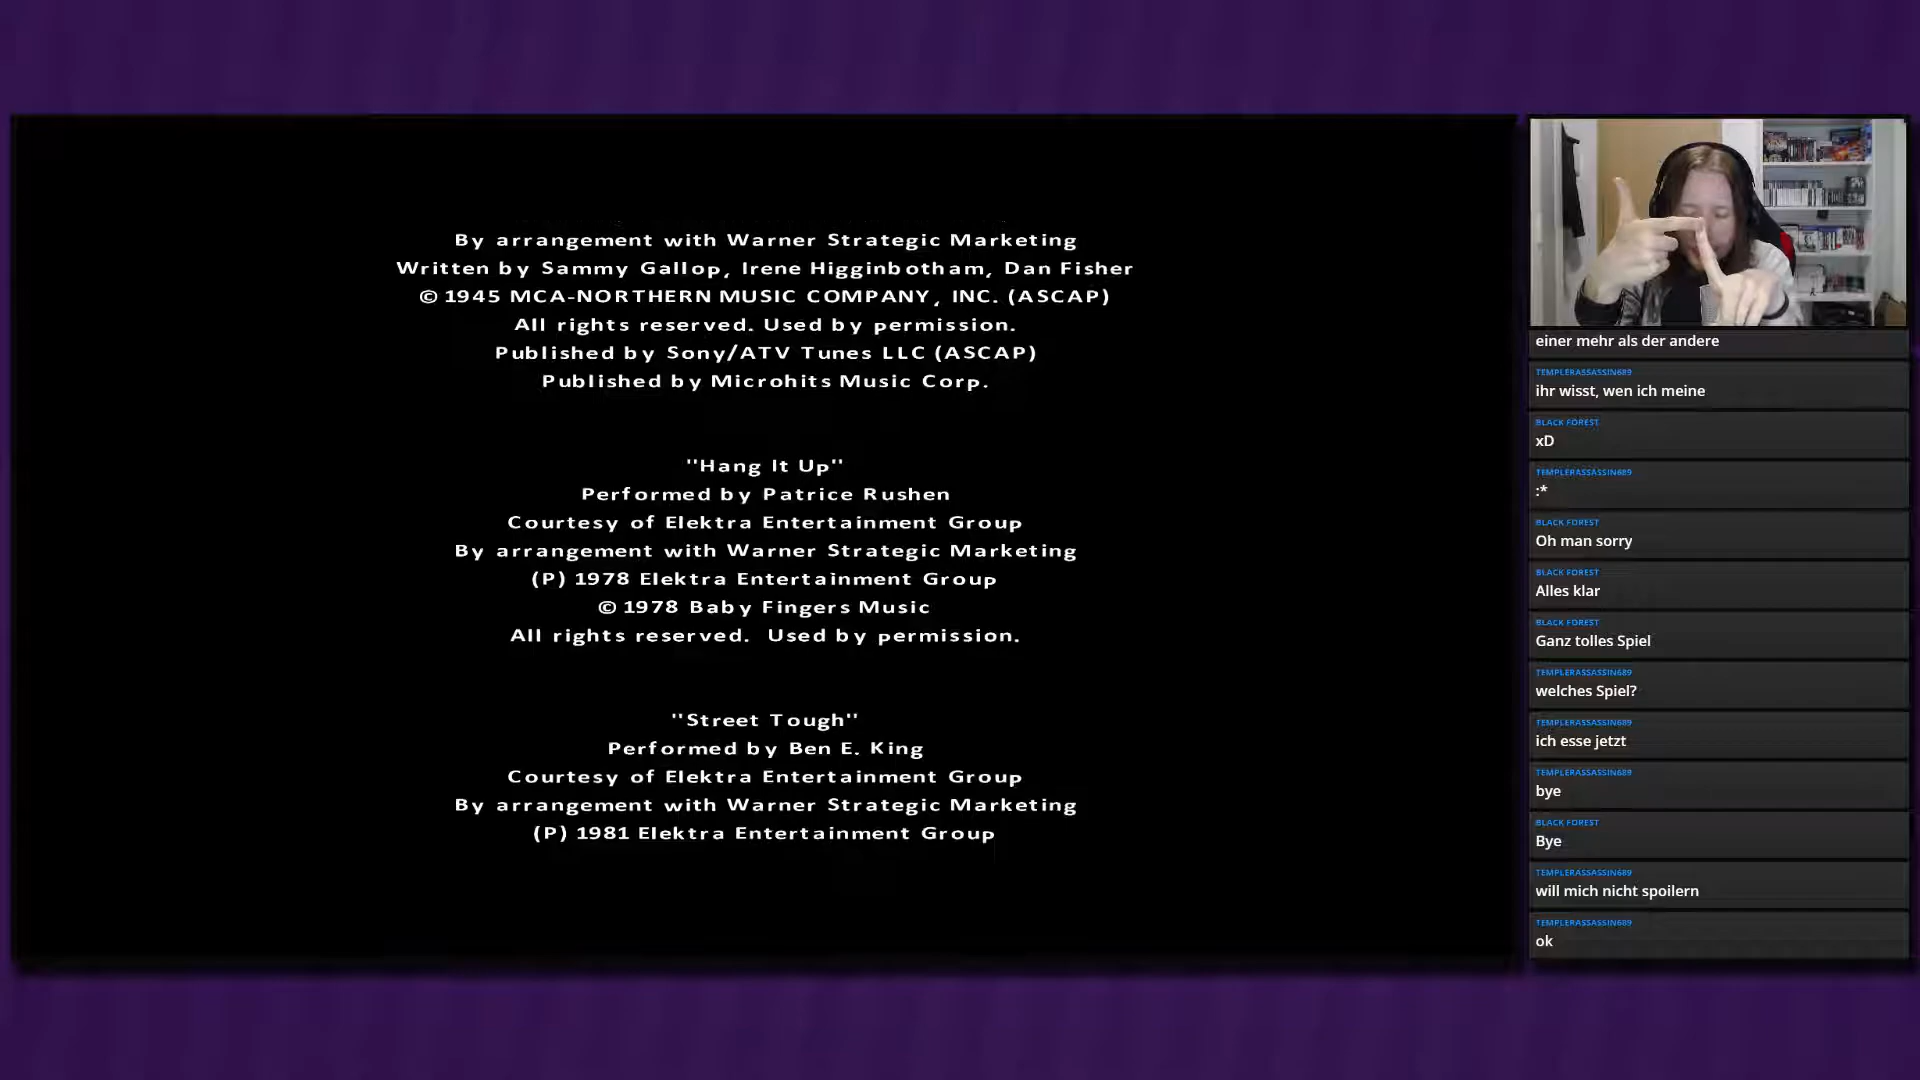 By arrangement with Warner Strategic Marketing
Written by Sammy Gallop, Irene Higginbotham, Dan Fisher
© 1945 MCA-NORTHERN MUSIC COMPANY, INC. (ASCAP)
All rights reserved. Used by permission.
Published by Sony/ATV Tunes LLC (ASCAP)
Published by Microhits Music Corp.
"Hang It Up"
Performed by Patrice Rushen
Courtesy of Elektra Entertainment Group
By arrangement with Warner Strategic Marketing
(P) 1978 Elektra Entertainment Group
© 1978 Baby Fingers Music
All rights reserved. Used by permission.
"Street Tough"
Performed by Ben E. King
Courtesy of Elektra Entertainment Group
By arrangement with Warner Strategic Marketing
(P) 1981 Elektra Entertainment Group
einer mehr als der andere
TEMPLERASSASSIN689
ihr wisst, wen ich meine
BLACK FOREST
xD
TEMPLERASSASSIN689
:*
BLACK FOREST
Oh man sorry
BLACK FOREST
Alles klar
BLACK FOREST
Ganz tolles Spiel
TEMPLERASSASSIN689
welches Spiel?
TEMPLERASSASSIN689
ich esse jetzt
TEMPLERASSASSIN689
bye
BLACK FOREST
Bye
TEMPLERASSASSIN689
will mich nicht spoilern
TEMPLERASSASSIN689
ok